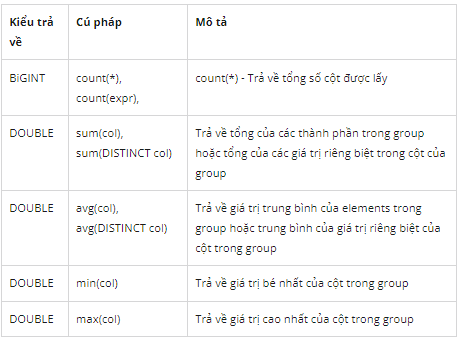 Kiểu trả
về
Cú pháp
Mô tả
BiGINT
count(*),
count(expr),
count(*) - Trả về tổng số cột được lấy
DOUBLE
sum(col),
sum(DISTINCT col)
Trả về tổng của các thành phần trong group
hoặc tổng của các giá trị riêng biệt trong cột của
group
DOUBLE
avg(col),
avg(DISTINCT col)
Trả về giá trị trung bình của elements trong
group hoặc trung bình của giá trị riêng biệt của
cột trong group
DOUBLE
min(col)
Trả về giá trị bé nhất của cột trong group
DOUBLE
max(col)
Trả về giá trị cao nhất của cột trong group